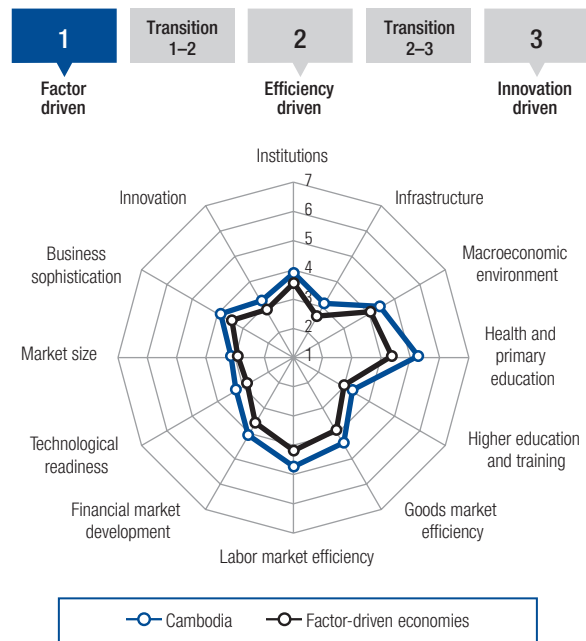 1
Transition
1–2
2
Transition
2–3
3
Factor
driven
Efficiency
driven
Innovation
driven
Institutions
7
6
5
4
3
2
1
Infrastructure
Macroeconomic
environment
Health and
primary
education
Higher education
and training
Goods market
efficiency
Labor market efficiency
Financial market
development
Technological
readiness
Market size
Business
sophistication
Innovation
Cambodia
Factor-driven economies